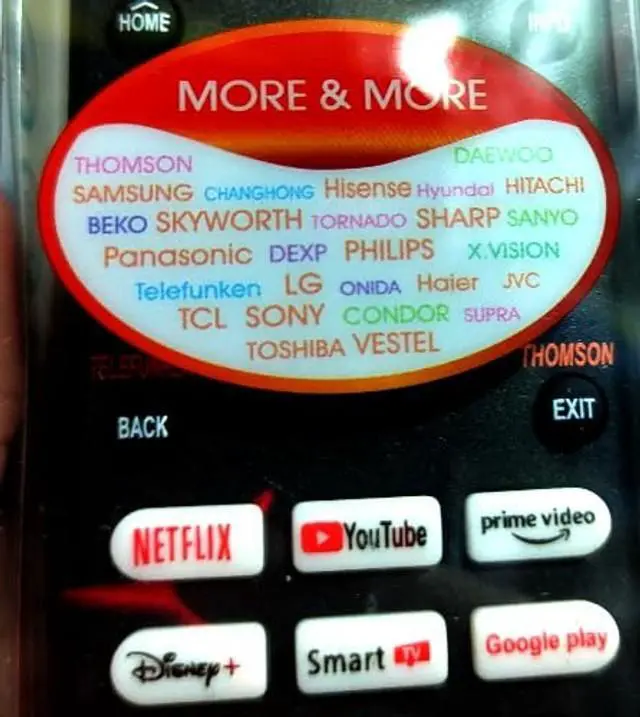 HOME INFO
MORE & MORE
THOMSON DAEWOO
SAMSUNG CHANGHONG Hisense Hyundai HITACHI
BEKO SKYWORTH TORNADO SHARP SANYO
Panasonic DEXP PHILIPS X.VISION
Telefunken LG ONIDA Haier JVC
TCL SONY CONDOR SUPRA
TOSHIBA VESTEL
TELEFUNKEN THOMSON
BACK EXIT
NETFLIX YouTube prime video
Disney+ Smart TV Google play